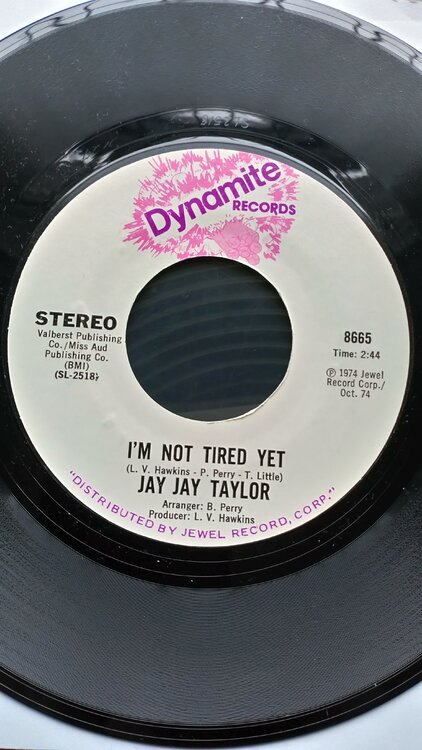 Dynamite
RECORDS
STEREO
Valberst Publishing
Co./Miss Aud
Publishing Co.
(BMI)
(SL-2518)
8665
Time: 2:44
Ⓟ 1974 Jewel
Record Corp./
Oct. 74
I'M NOT TIRED YET
(L. V. Hawkins - P. Perry - T. Little)
JAY JAY TAYLOR
Arranger: B. Perry
Producer: L. V. Hawkins
"DISTRIBUTED BY JEWEL RECORD, CORP."